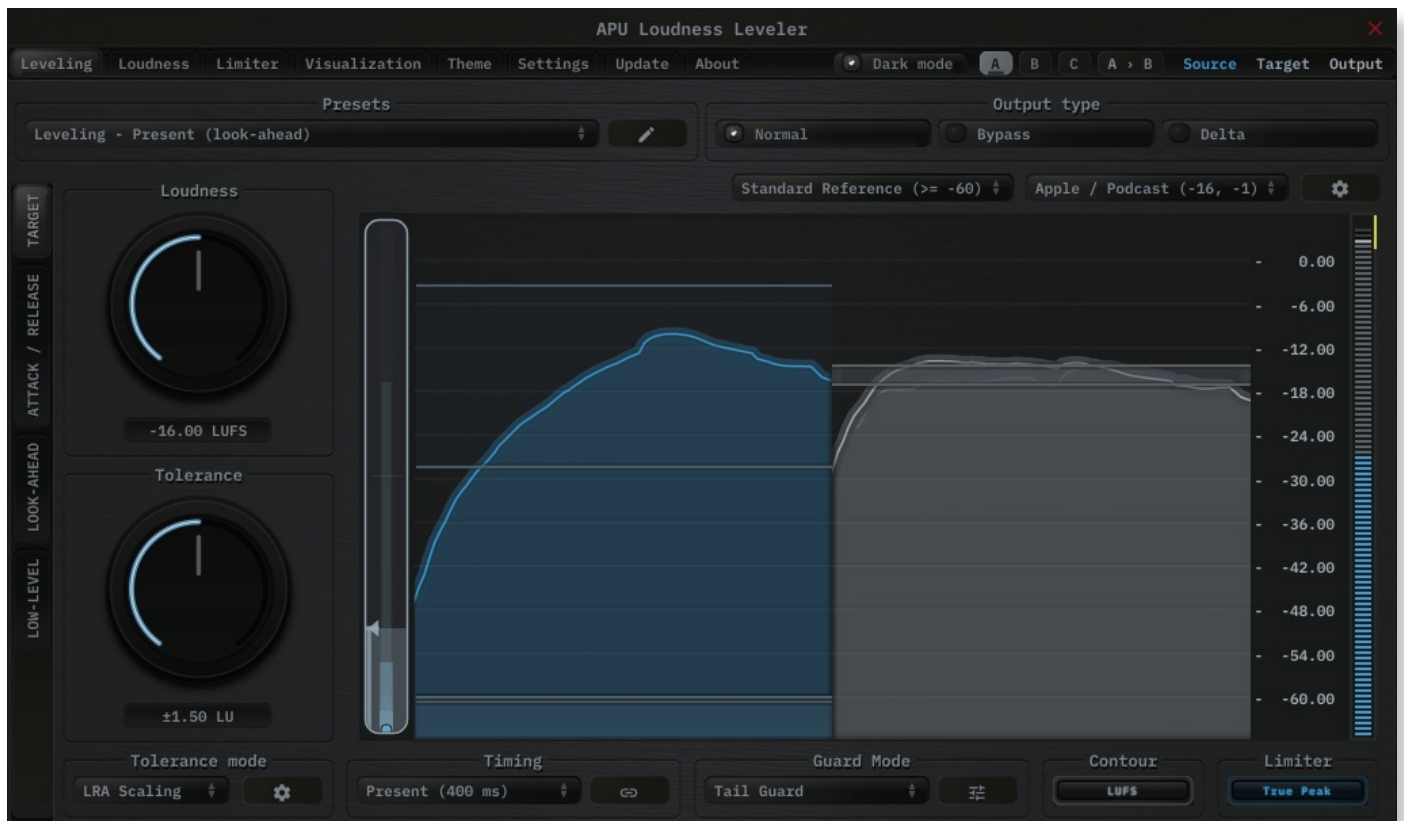 APU Loudness Leveler
Leveling Loudness Limiter Visualization Theme Settings Update About Dark mode A B C A › B Source Target Output
Presets
Output type
Leveling - Present (look-ahead)
Normal Bypass Delta
Standard Reference (>= -60) Apple / Podcast (-16, -1)
TARGET
ATTACK / RELEASE
LOOK-AHEAD
LOW-LEVEL
Loudness
-16.00 LUFS
Tolerance
±1.50 LU
- 0.00
- -6.00
- -12.00
- -18.00
- -24.00
- -30.00
- -36.00
- -42.00
- -48.00
- -54.00
- -60.00
Tolerance mode
LRA Scaling
Timing
Present (400 ms)
Guard Mode
Tail Guard
Contour
LUFS
Limiter
True Peak